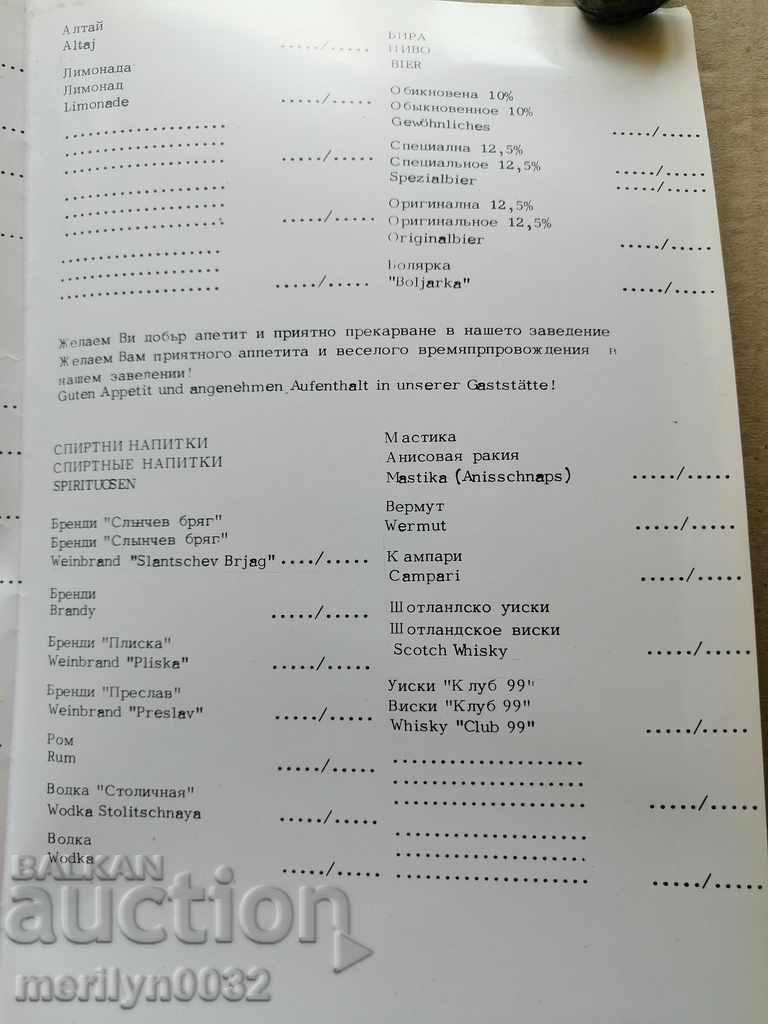 Алтай
Altaj ...../.....
Лимонада
Лимонад
Limonade ...../.....
...................
...................
................... ...../.....
...................
...................
................... ...../.....
...................
...................
................... ...../.....
БИРА
ПИВО
BIER
Обикновена 10%
Обыкновенное 10%
Gewöhnliches ...../.....
Специална 12,5%
Специальное 12,5% ...../.....
Spezialbier ...../.....
Оригинална 12,5%
Оригинальное 12,5%
Originalbier ...../.....
Болярка
"Boljarka" ...../.....
Желаем Ви добър апетит и приятно прекарване в нашето заведение
Желаем Вам приятного аппетита и веселого времяпрпровождения в
нашем заведении!
Guten Appetit und angenehmen Aufenthalt in unserer Gaststätte!
СПИРТНИ НАПИТКИ
СПИРТНЫЕ НАПИТКИ
SPIRITUOSEN
Бренди "Слънчев бряг"
Бренди "Слынчев бряг"
Weinbrand "Slantschev Brjag" ..../.....
Бренди
Brandy ...../.....
Бренди "Плиска"
Weinbrand "Pliska" ...../.....
Бренди "Преслав"
Weinbrand "Preslav" ...../.....
Ром
Rum ...../.....
Водка "Столичная"
Wodka Stolitschnaya ...../.....
Водка
Wodka ...../.....
Мастика
Анисовая ракия
Mastika (Anisschnaps) ...../.....
Вермут
Wermut ...../.....
Кампари
Campari ...../.....
Шотланлско уиски
Шотландское виски
Scotch Whisky ...../.....
Уиски "Клуб 99"
Виски "Клуб 99"
Whisky "Club 99" ...../.....
...................
...................
................... ...../.....
...................
...................
................... ...../.....
BALKAN
auction
merilyn0032